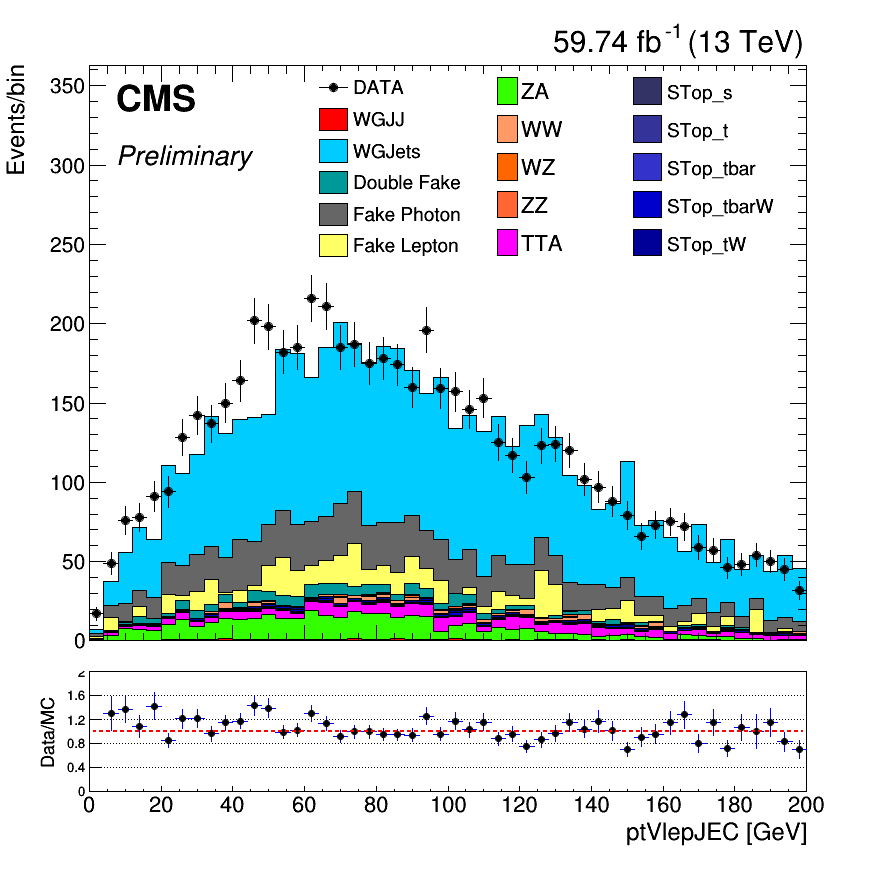 59.74 fb-1 (13 TeV)
Events/bin
350
300
250
200
150
100
50
0
CMS
Preliminary
DATA
WGJJ
WGJets
Double Fake
Fake Photon
Fake Lepton
ZA
WW
WZ
ZZ
TTA
STop_s
STop_t
STop_tbar
STop_tbarW
STop_tW
Data/MC
2
1.6
1.2
0.8
0.4
0
0 20 40 60 80 100 120 140 160 180 200
ptVlepJEC [GeV]